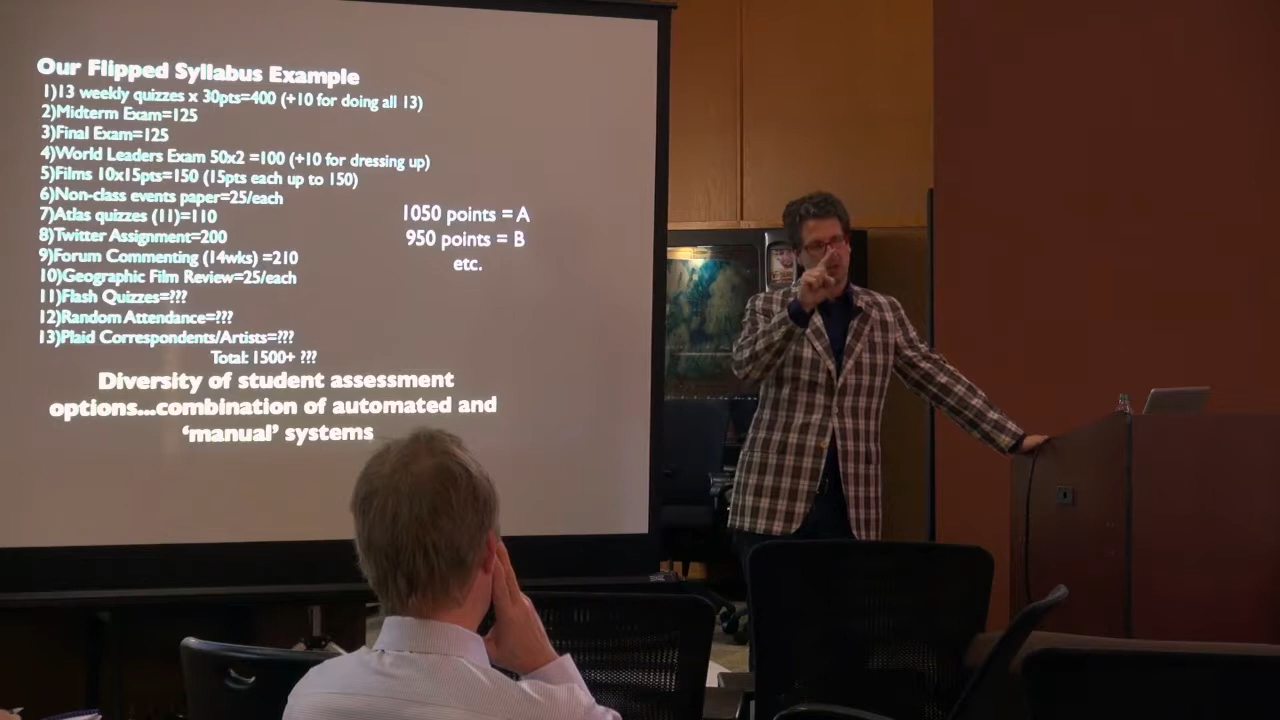 Our Flipped Syllabus Example
1)13 weekly quizzes x 30pts=400 (+10 for doing all 13)
2)Midterm Exam=125
3)Final Exam=125
4)World Leaders Exam 50x2 =100 (+10 for dressing up)
5)Films 10x15pts=150 (15pts each up to 150)
6)Non-class events paper=25/each
7)Atlas quizzes (11)=110
8)Twitter Assignment=200
9)Forum Commenting (14wks) =210
10)Geographic Film Review=25/each
11)Flash Quizzes=???
12)Random Attendance=???
13)Plaid Correspondents/Artists=???
Total: 1500+ ???
1050 points = A
950 points = B
etc.
Diversity of student assessment
options...combination of automated and
‘manual’ systems